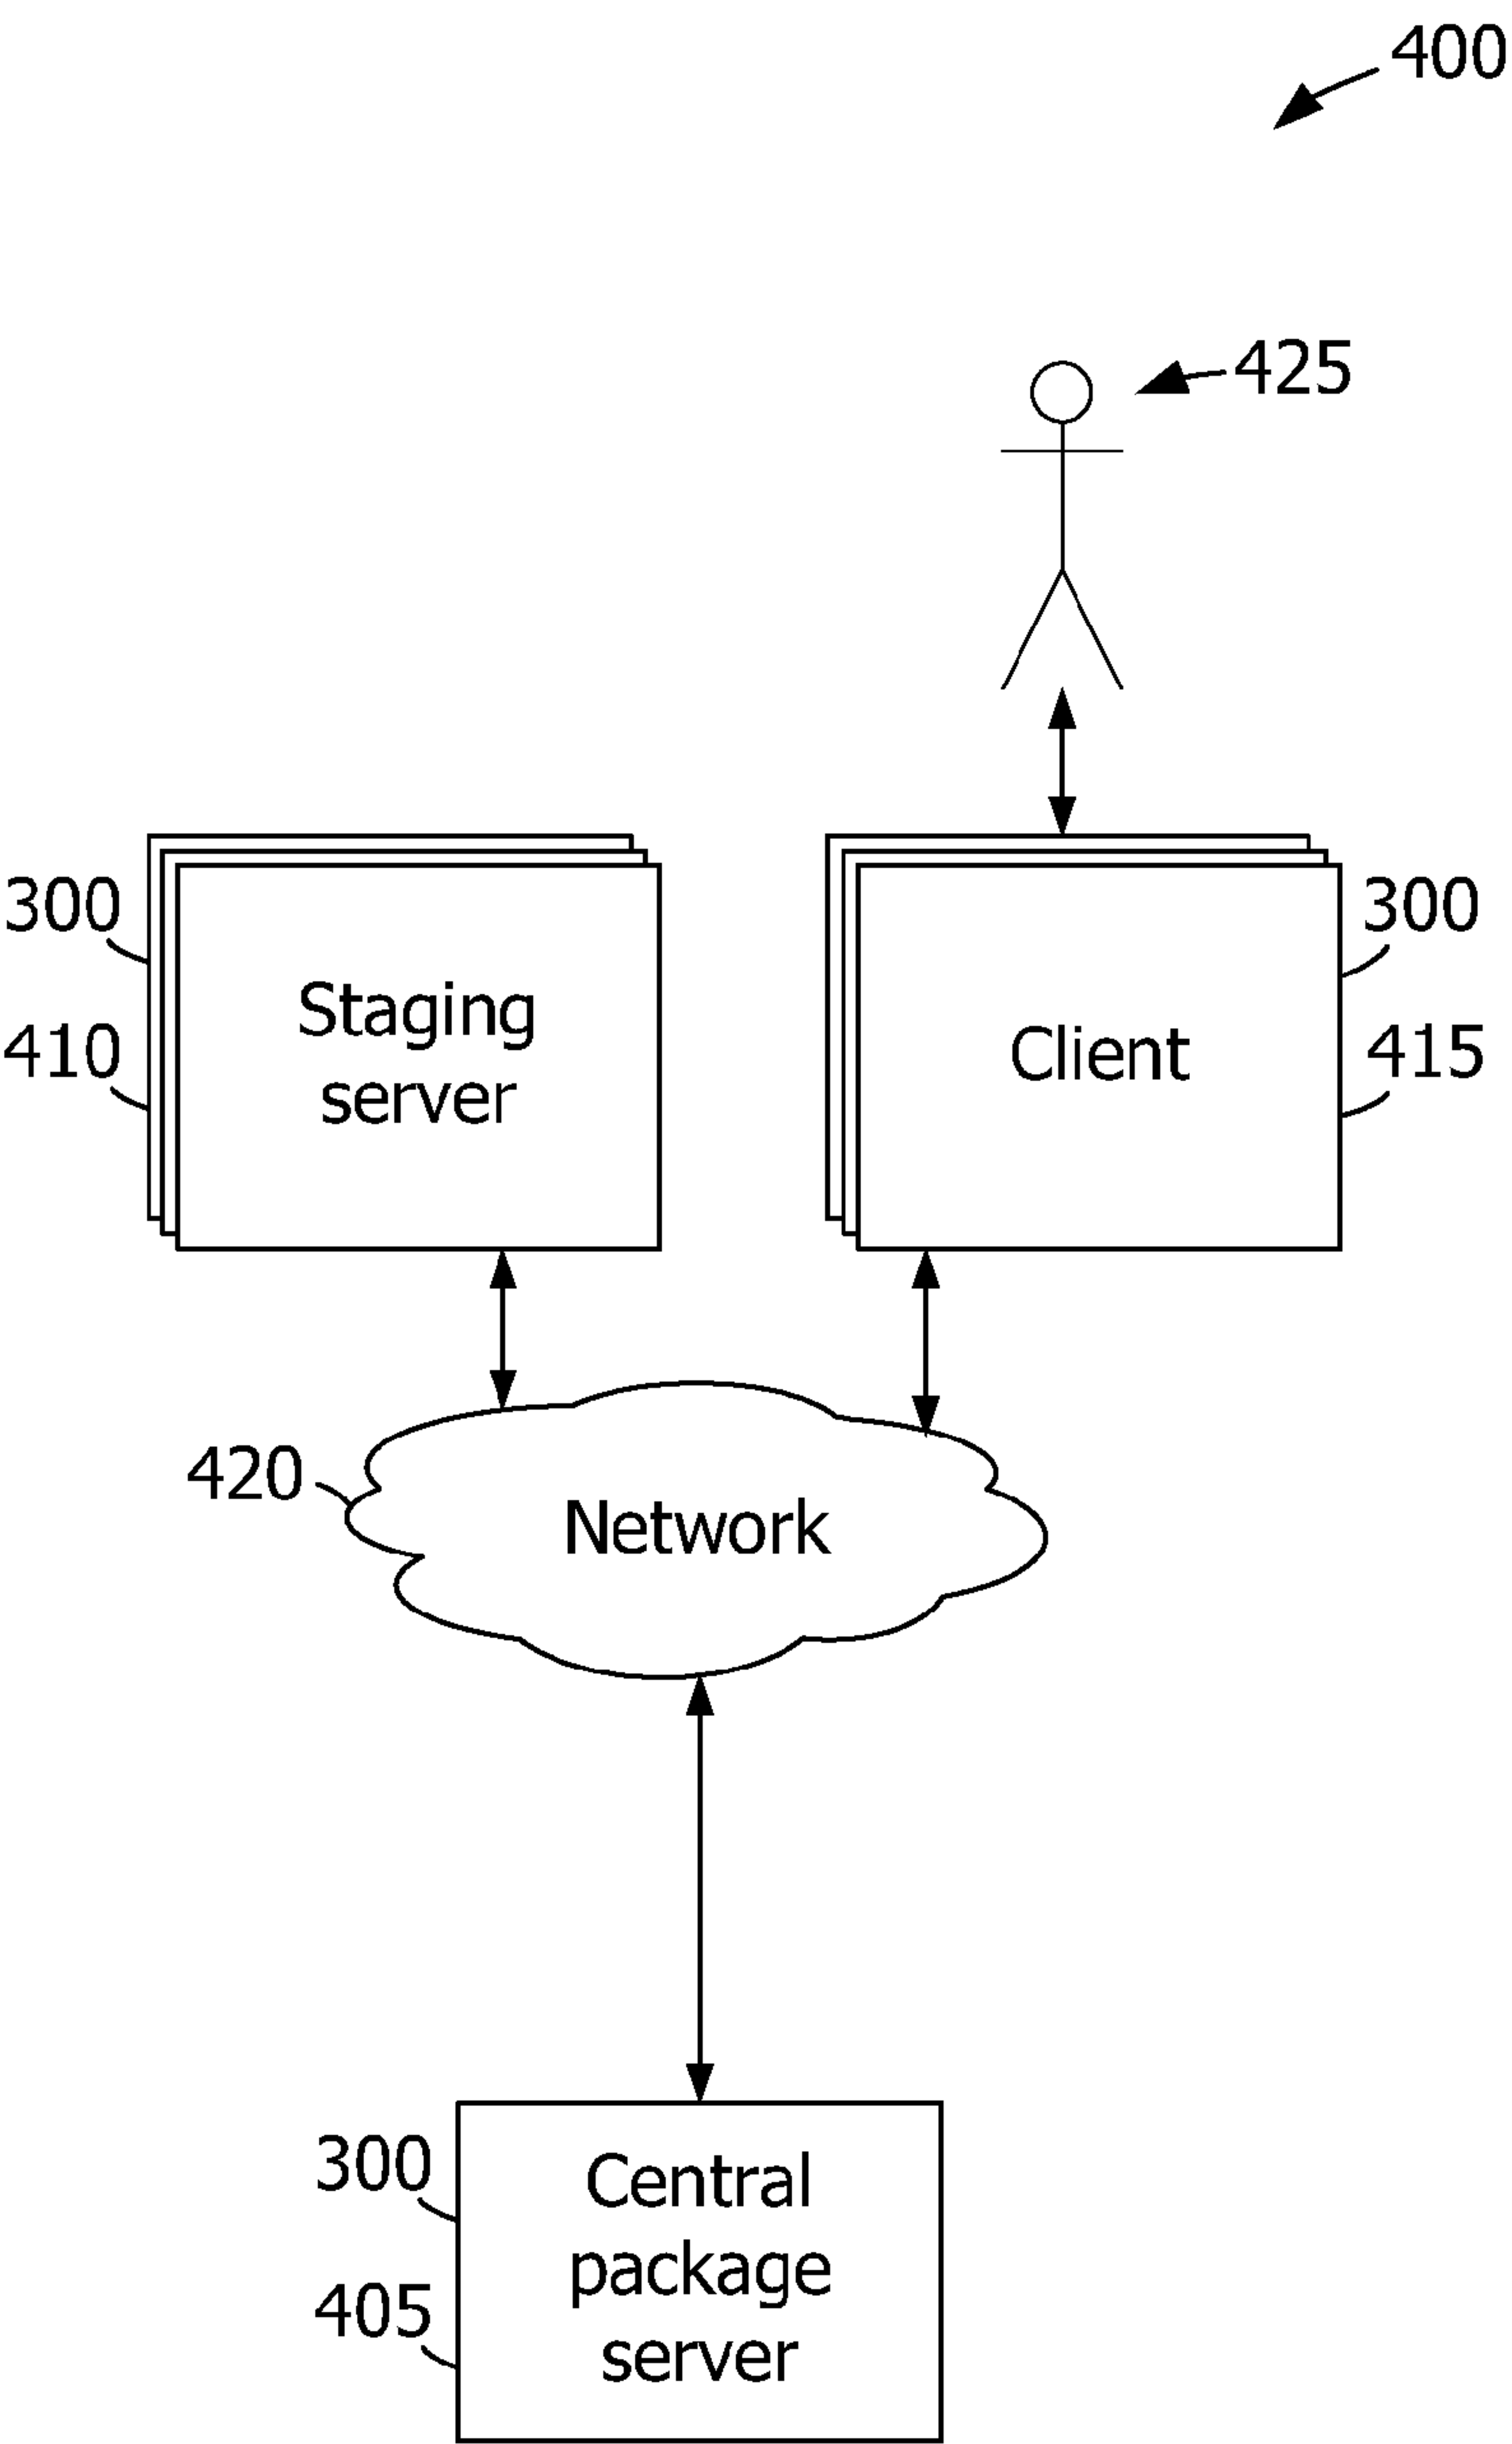 400
425
300
410
Staging
server
Client
300
415
420
Network
300
405
Central
package
server